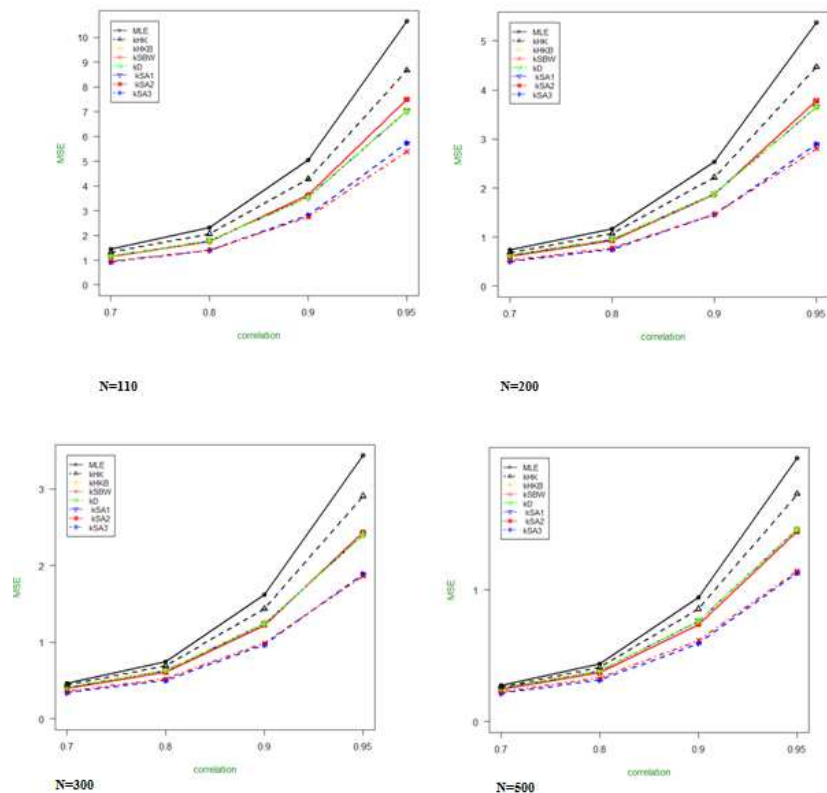 MLE
kHK
kHKB
kSBW
kD
kSA1
kSA2
kSA3
10
9
8
7
6
5
4
3
2
1
0
MSE
0.7 0.8 0.9 0.95
correlation
N=110
MLE
kHK
kHKB
kSBW
kD
kSA1
kSA2
kSA3
5
4
3
2
1
0
MSE
0.7 0.8 0.9 0.95
correlation
N=200
MLE
kHK
kHKB
kSBW
kD
kSA1
kSA2
kSA3
3
2
1
0
MSE
0.7 0.8 0.9 0.95
correlation
N=300
MLE
kHK
kHKB
kSBW
kD
kSA1
kSA2
kSA3
1
0
MSE
0.7 0.8 0.9 0.95
correlation
N=500